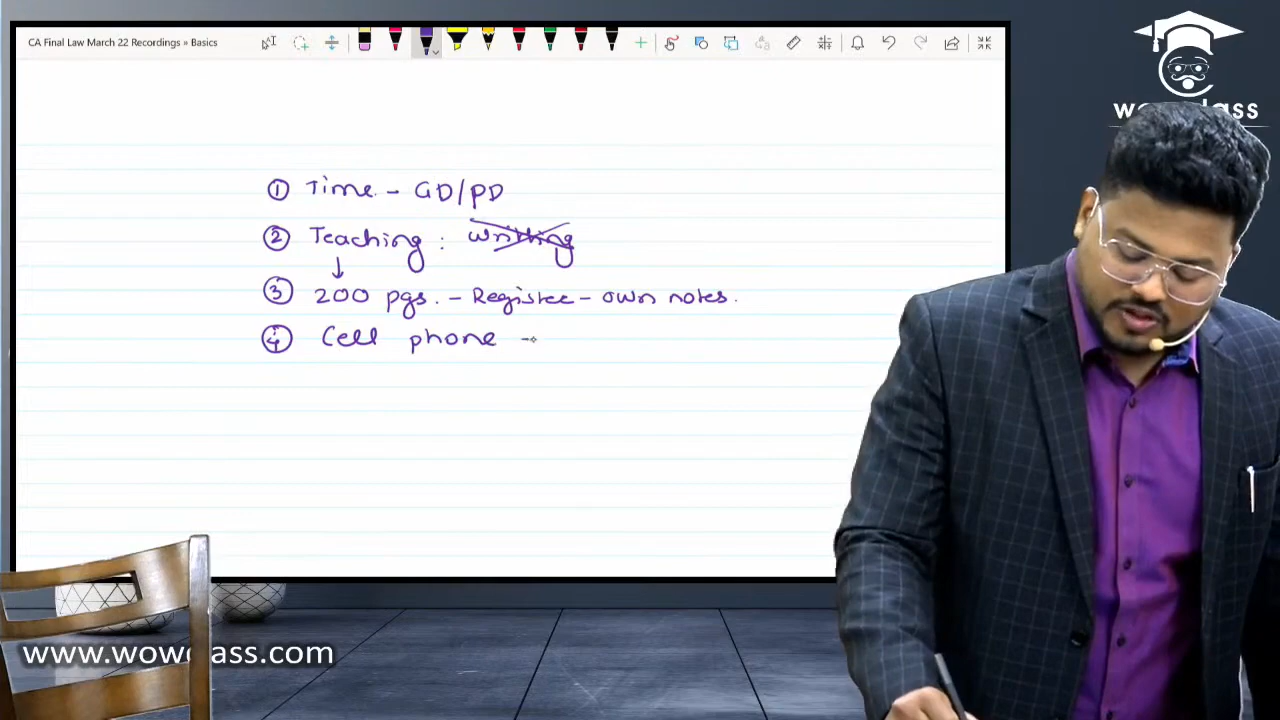 CA Final Law March 22 Recordings » Basics
① Time - GD/PD
② Teaching : writing
③ 200 pgs. - Register - own notes.
④ Cell phone -
www.wowclass.com